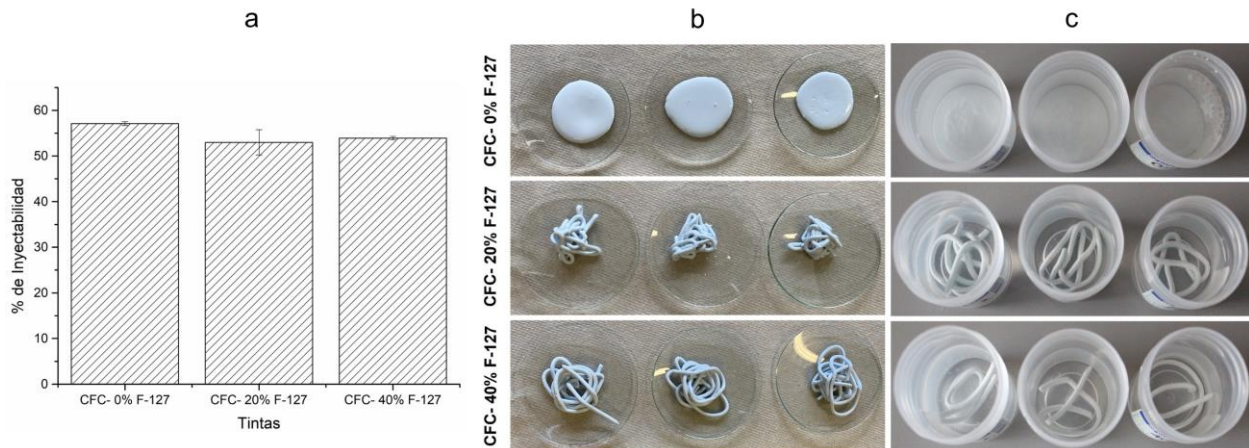 a
b
c
% de Inyectabilidad
60
50
40
30
20
10
0
CFC- 0% F-127
CFC- 20% F-127
CFC- 40% F-127
Tintas
CFC- 0% F-127
CFC- 20% F-127
CFC- 40% F-127